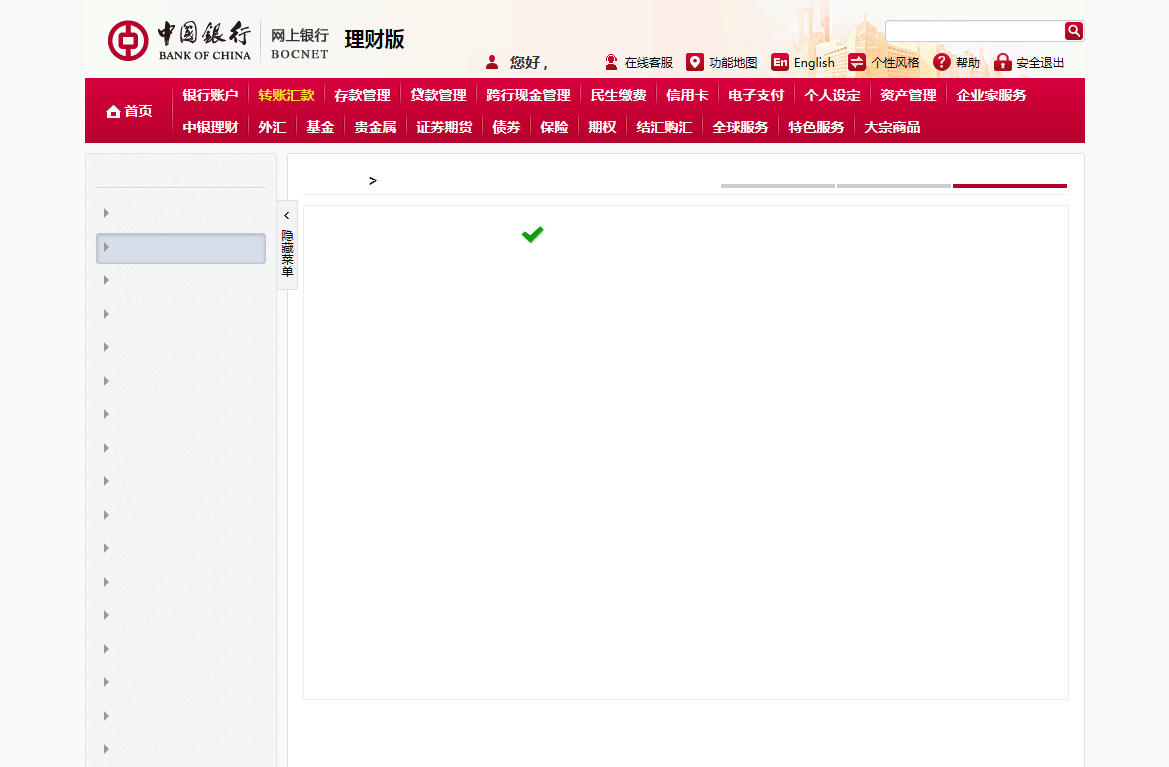 中国银行
BANK OF CHINA
网上银行
BOCNET
理财版
您好，
在线客服 功能地图 English 个性风格 帮助 安全退出
首页
银行账户 转账汇款 存款管理 贷款管理 跨行现金管理 民生缴费 信用卡 电子支付 个人设定 资产管理 企业家服务
中银理财 外汇 基金 贵金属 证券期货 债券 保险 期权 结汇购汇 全球服务 特色服务 大宗商品
>
<
隐藏菜单